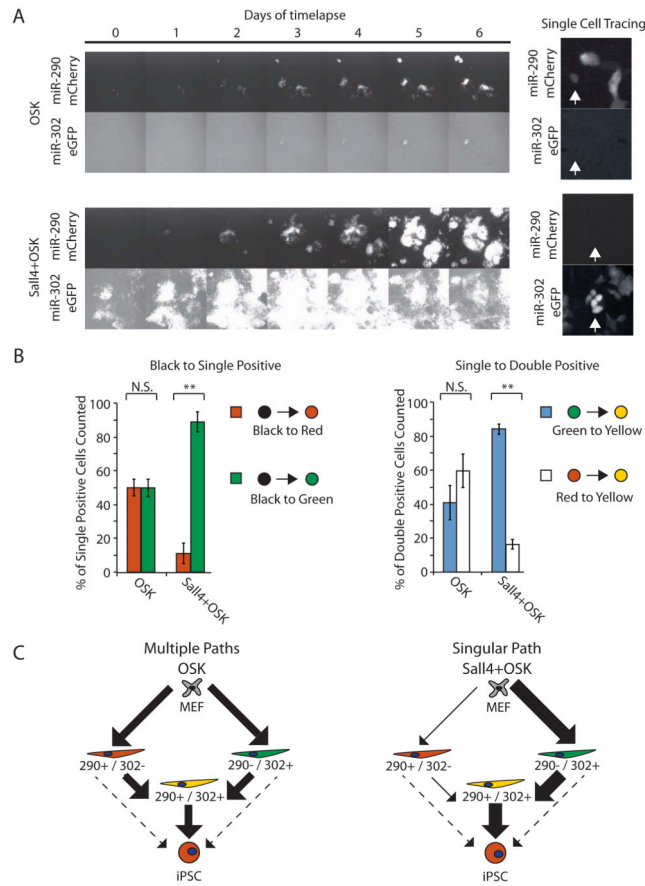 A
Days of timelapse
Single Cell Tracing
0 1 2 3 4 5 6
OSK
miR-290
mCherry
miR-302
eGFP
miR-290
mCherry
miR-302
eGFP
Sall4+OSK
miR-290
mCherry
miR-302
eGFP
miR-290
mCherry
miR-302
eGFP
B
Black to Single Positive
% of Single Positive Cells Counted
100
80
60
40
20
0
N.S.
**
OSK
Sall4+OSK
Black to Red
Black to Green
Single to Double Positive
% of Double Positive Cells Counted
100
80
60
40
20
0
N.S.
**
OSK
Sall4+OSK
Green to Yellow
Red to Yellow
C
Multiple Paths
OSK
MEF
290+ / 302-
290- / 302+
290+ / 302+
iPSC
Singular Path
Sall4+OSK
MEF
290+ / 302-
290- / 302+
290+ / 302+
iPSC